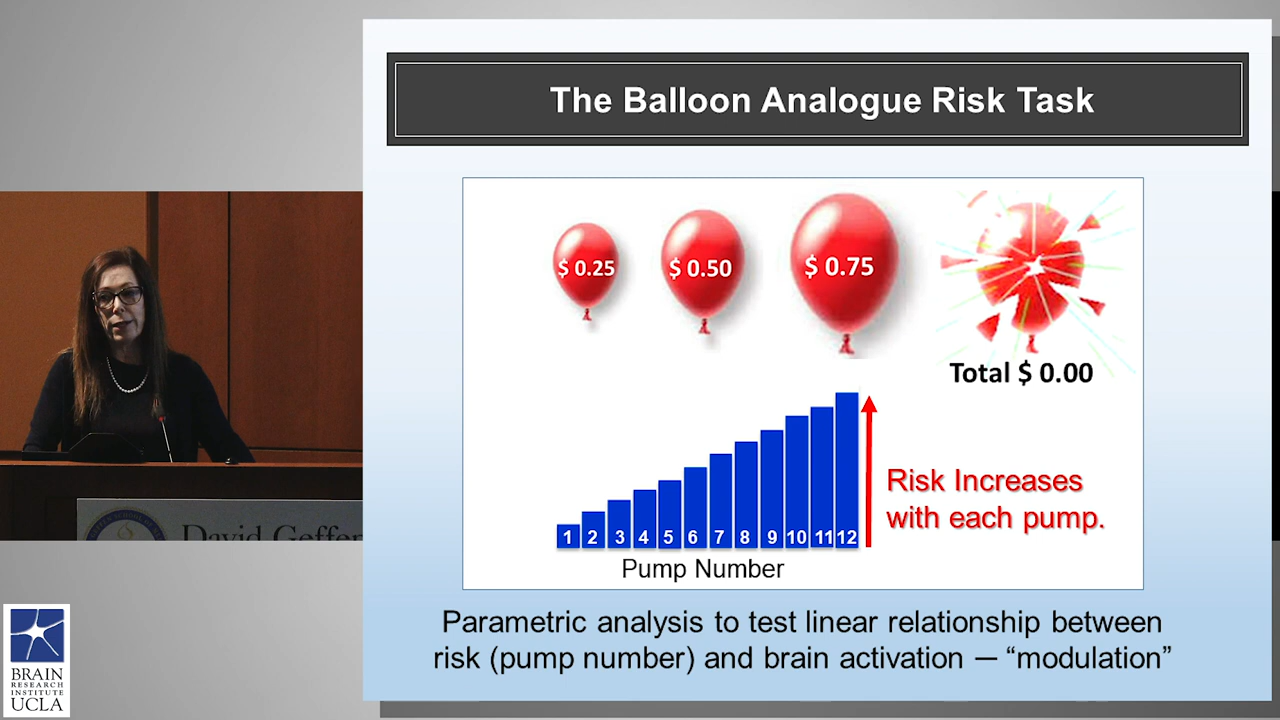 The Balloon Analogue Risk Task
$ 0.25
$ 0.50
$ 0.75
Total $ 0.00
Risk Increases
with each pump.
1 2 3 4 5 6 7 8 9 10 11 12
Pump Number
Parametric analysis to test linear relationship between
risk (pump number) and brain activation — “modulation”
David Geffen
BRAIN
RESEARCH
INSTITUTE
UCLA